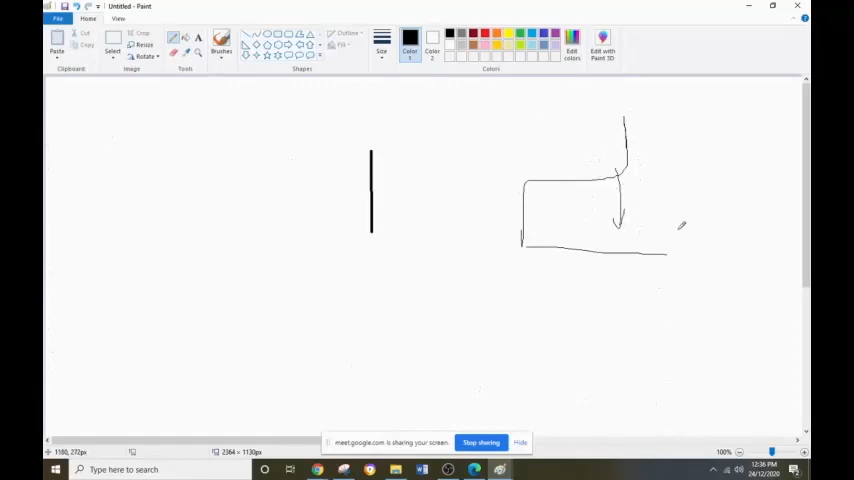 Untitled - Paint
File Home View
Paste
Cut
Copy
Clipboard
Select
Crop
Resize
Rotate
Image
Tools
Brushes
Shapes
Outline
Fill
Size
Color 1
Color 2
Edit colors
Colors
Edit with Paint 3D
meet.google.com is sharing your screen. Stop sharing Hide
1180, 272px 2364 × 1130px 100%
Type here to search
12:36 PM
24/12/2020